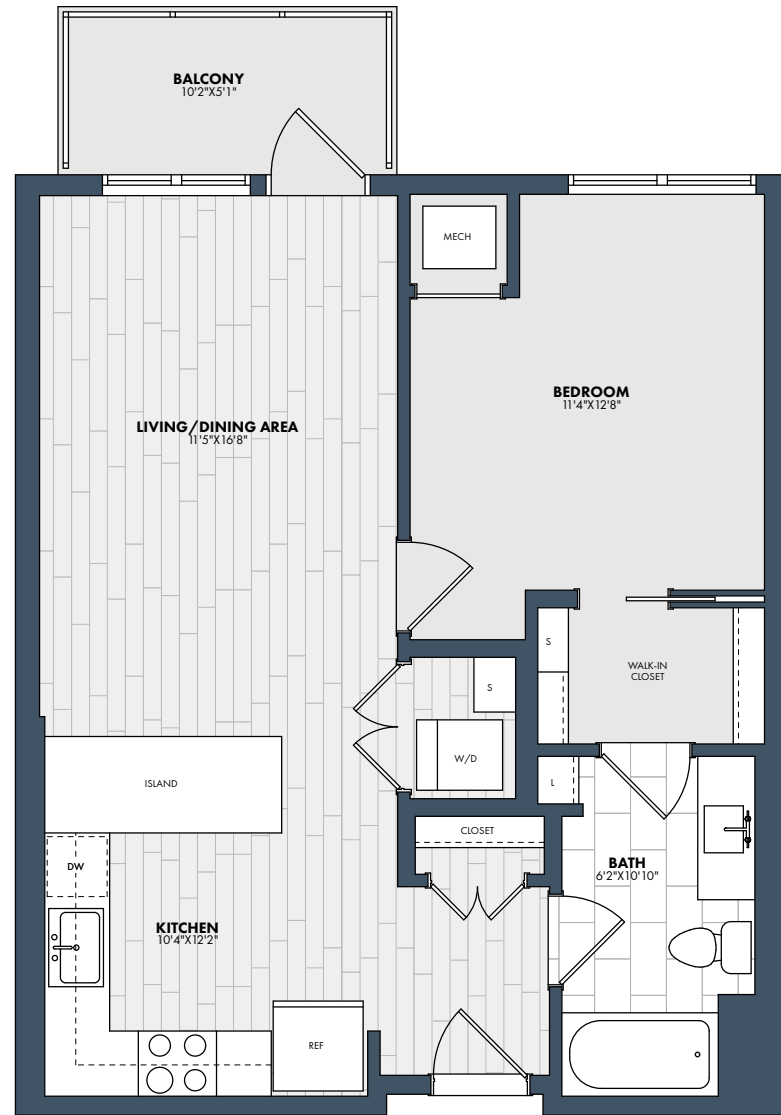 BALCONY
10'2"X5'1"
MECH
BEDROOM
11'4"X12'8"
LIVING/DINING AREA
11'5"X16'8"
S
WALK-IN
CLOSET
S
W/D
ISLAND
L
CLOSET
DW
BATH
6'2"X10'10"
KITCHEN
10'4"X12'2"
REF